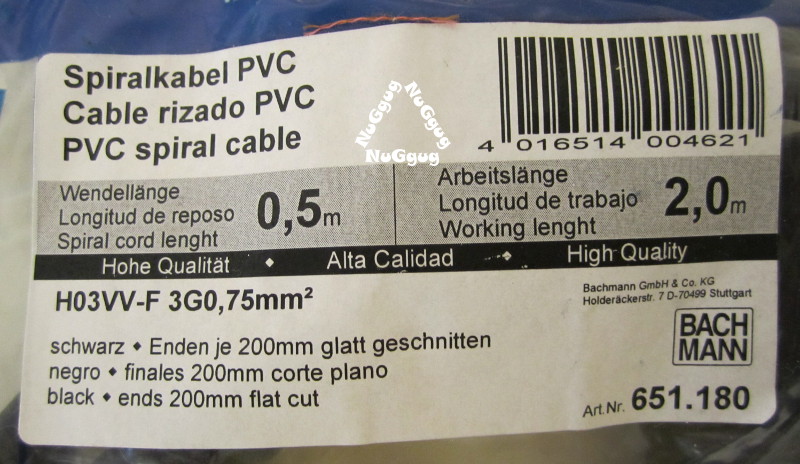 Spiralkabel PVC
Cable rizado PVC
PVC spiral cable
NuGgug
NuGgug
NuGgug
4 016514 004621
Wendellänge
Longitud de reposo
Spiral cord lenght
0,5m
Arbeitslänge
Longitud de trabajo
Working lenght
2,0m
Hohe Qualität ◆ Alta Calidad ◆ High Quality
H03VV-F 3G0,75mm²
Bachmann GmbH & Co. KG
Holderäckerstr. 7 D-70499 Stuttgart
schwarz ◆ Enden je 200mm glatt geschnitten
negro ◆ finales 200mm corte plano
black ◆ ends 200mm flat cut
BACH
MANN
Art.Nr. 651.180